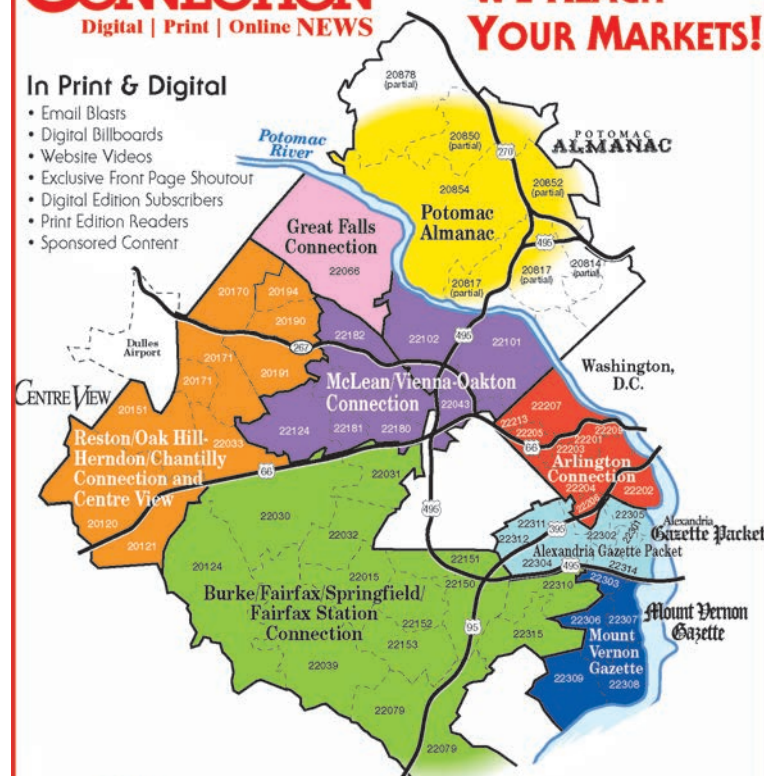 CONNECTION
Digital | Print | Online NEWS
WE REACH
YOUR MARKETS!
In Print & Digital
• Email Blasts
• Digital Billboards
• Website Videos
• Exclusive Front Page Shoutout
• Digital Edition Subscribers
• Print Edition Readers
• Sponsored Content
Potomac
River
20878
(partial)
20850
(partial)
270
POTOMAC
ALMANAC
20854
20852
(partial)
Potomac
Almanac
495
20814
(partial)
20817
(partial)
20817
(partial)
Great Falls
Connection
22066
20170
20194
20190
267
Dulles
Airport
20171
20171
20191
22182
22102
495
22101
McLean/Vienna-Oakton
Connection
22043
22124
22181
22180
Washington,
D.C.
CENTRE VIEW
20151
22033
Reston/Oak Hill-
Herndon/Chantilly
Connection and
Centre View
66
20120
20121
22207
22213
22205
22201
22209
22203
66
Arlington
Connection
22204
22206
22202
495
395
22311
22312
22302
22305
22301
Alexandria Gazette Packet
22304
495
22314
Alexandria
Gazette Packet
22031
22030
22032
20124
22015
22151
22150
22310
22303
Burke/Fairfax/Springfield/
Fairfax Station
Connection
22152
22153
95
22315
22039
22079
22079
22306
22307
Mount
Vernon
Gazette
22309
22308
Mount Vernon
Gazette